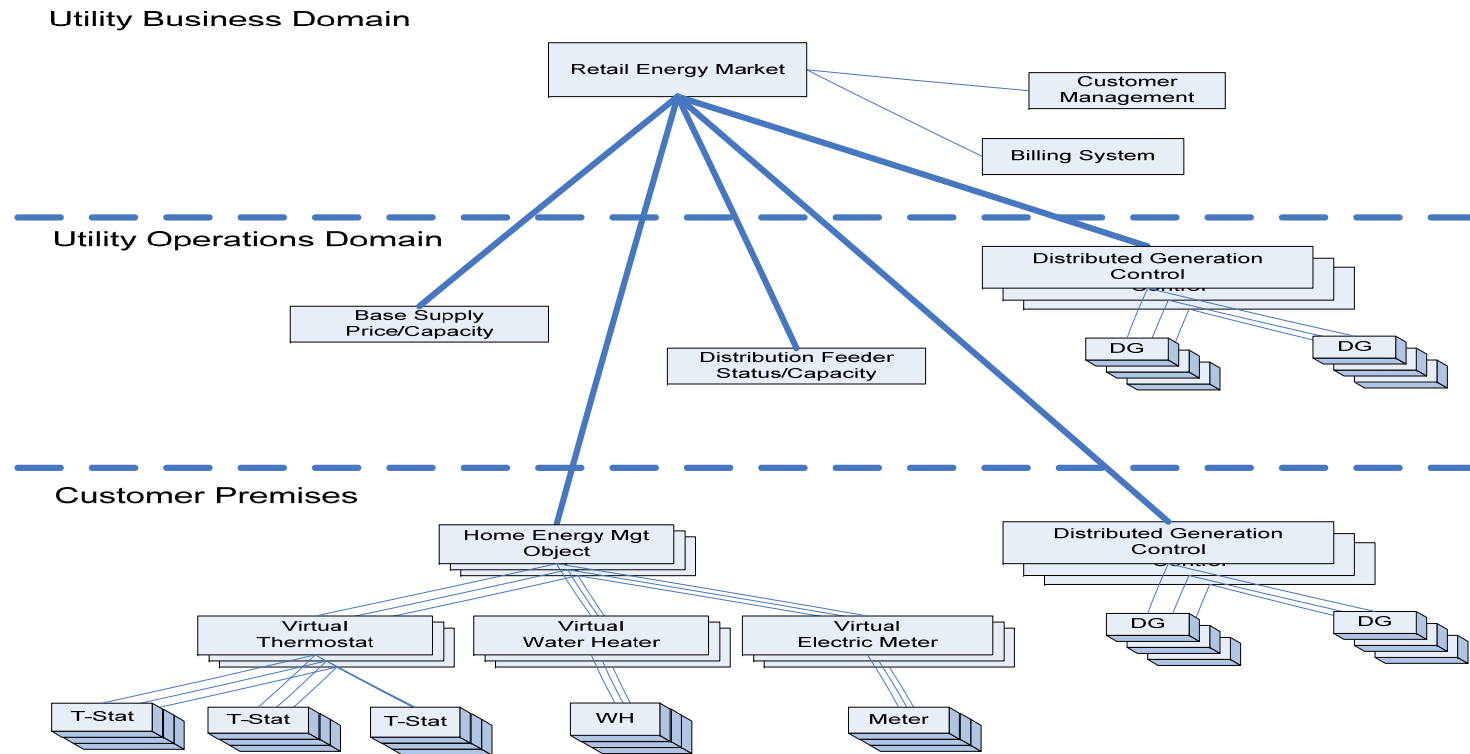 Utility Business Domain
Retail Energy Market
Customer
Management
Billing System
Utility Operations Domain
Distributed Generation
Control
Control
Base Supply
Price/Capacity
Distribution Feeder
Status/Capacity
DG
DG
Customer Premises
Home Energy Mgt
Object
Distributed Generation
Control
Control
Virtual
Thermostat
Virtual
Water Heater
Virtual
Electric Meter
DG
DG
T-Stat
T-Stat
T-Stat
WH
Meter